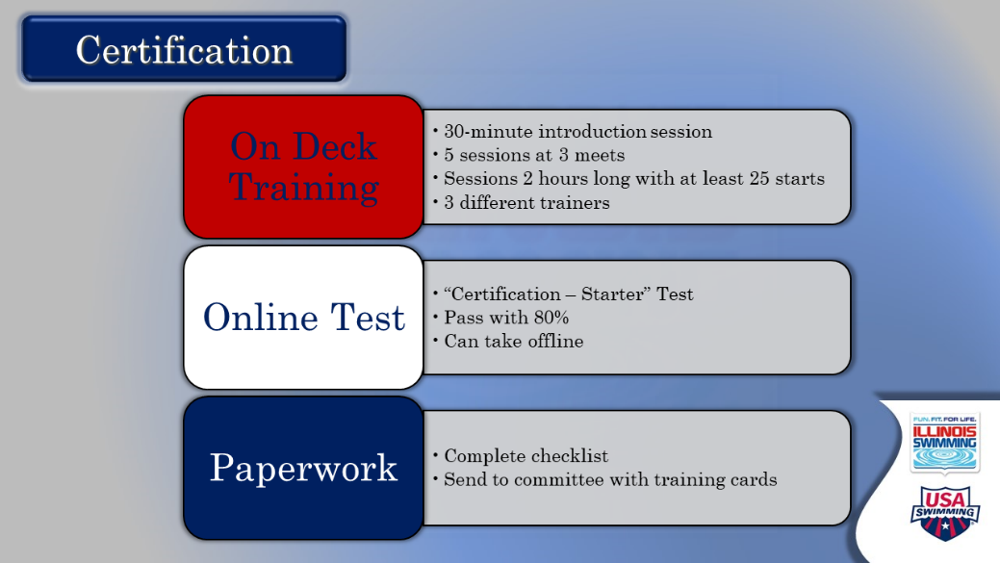 Certification
On Deck
Training
• 30-minute introduction session
• 5 sessions at 3 meets
• Sessions 2 hours long with at least 25 starts
• 3 different trainers
Online Test
• “Certification – Starter” Test
• Pass with 80%
• Can take offline
Paperwork
• Complete checklist
• Send to committee with training cards
FUN. FIT. FOR LIFE.
ILLINOIS
SWIMMING
USA
SWIMMING